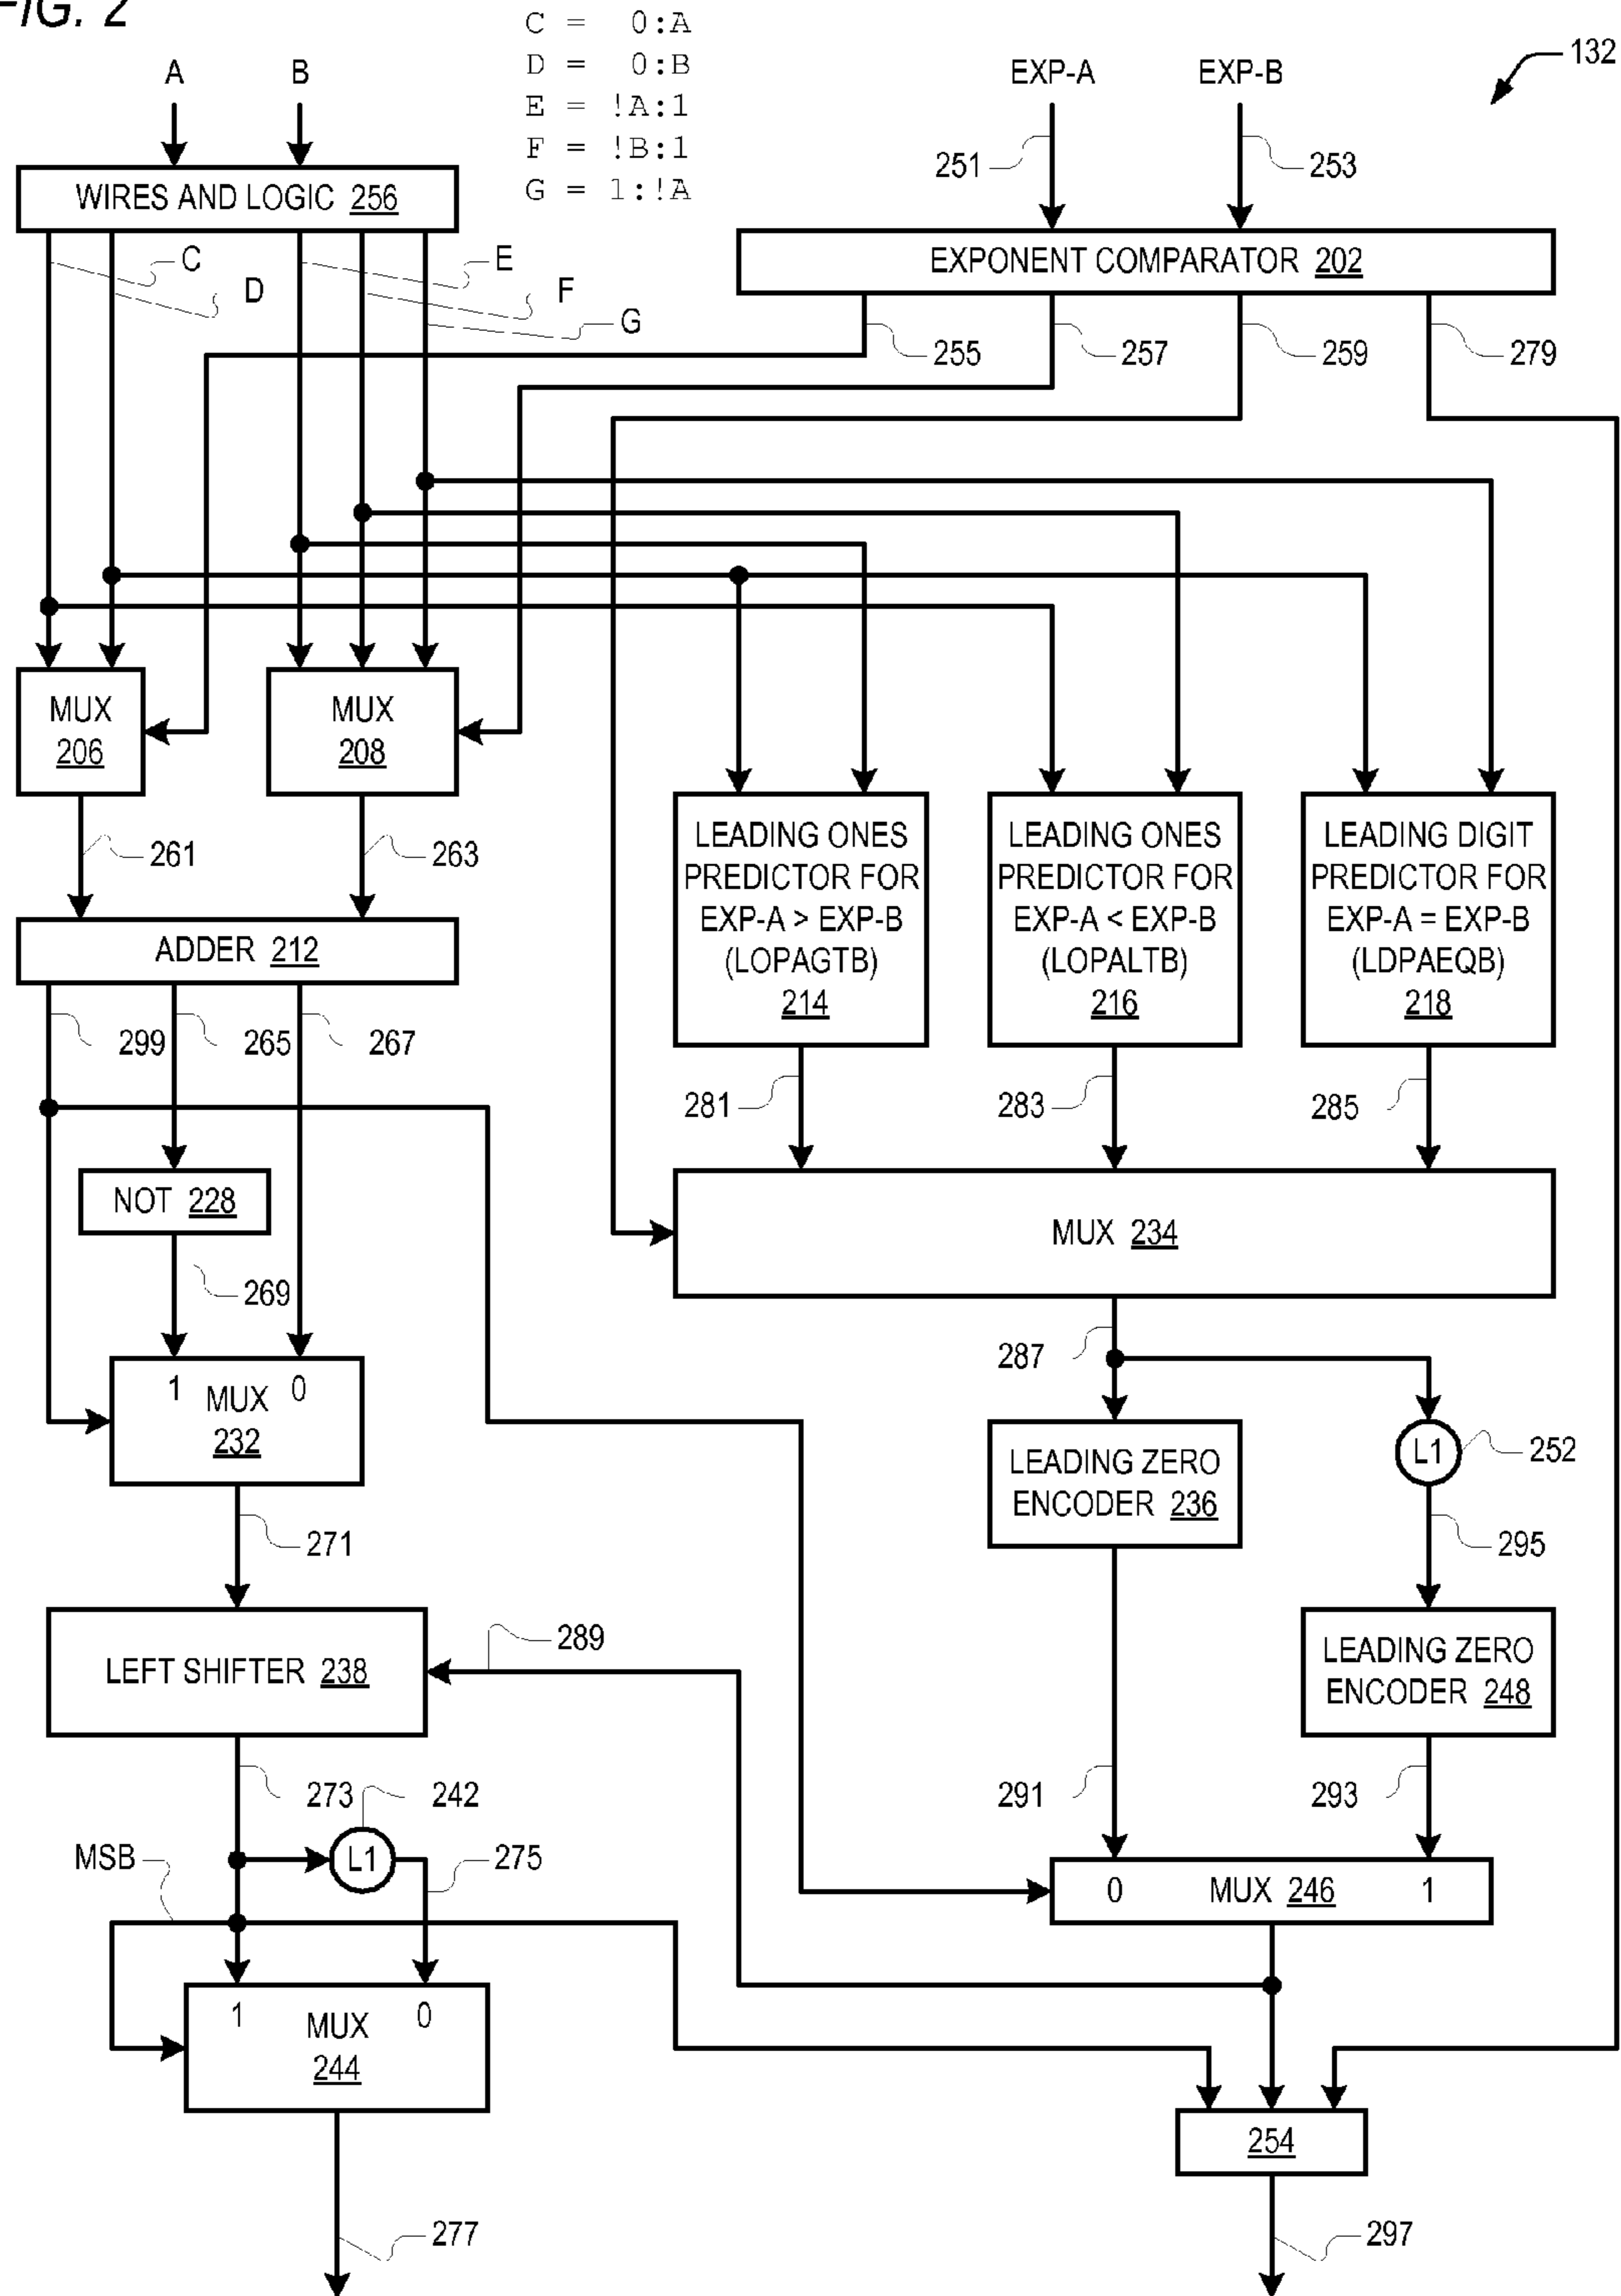 FIG. 2
C = 0:A
D = 0:B
E = !A:1
F = !B:1
G = 1:!A
132
A
B
EXP-A
EXP-B
251
253
WIRES AND LOGIC 256
EXPONENT COMPARATOR 202
C
D
E
F
G
255
257
259
279
MUX
206
MUX
208
261
263
LEADING ONES
PREDICTOR FOR
EXP-A > EXP-B
(LOPAGTB)
214
LEADING ONES
PREDICTOR FOR
EXP-A < EXP-B
(LOPALTB)
216
LEADING DIGIT
PREDICTOR FOR
EXP-A = EXP-B
(LDPAEQB)
218
ADDER 212
299
265
267
281
283
285
NOT 228
269
MUX 234
287
1 MUX 0
232
271
LEADING ZERO
ENCODER 236
L1
252
295
LEFT SHIFTER 238
289
LEADING ZERO
ENCODER 248
273
242
291
293
MSB
L1
275
0 MUX 246 1
1 MUX 0
244
254
277
297